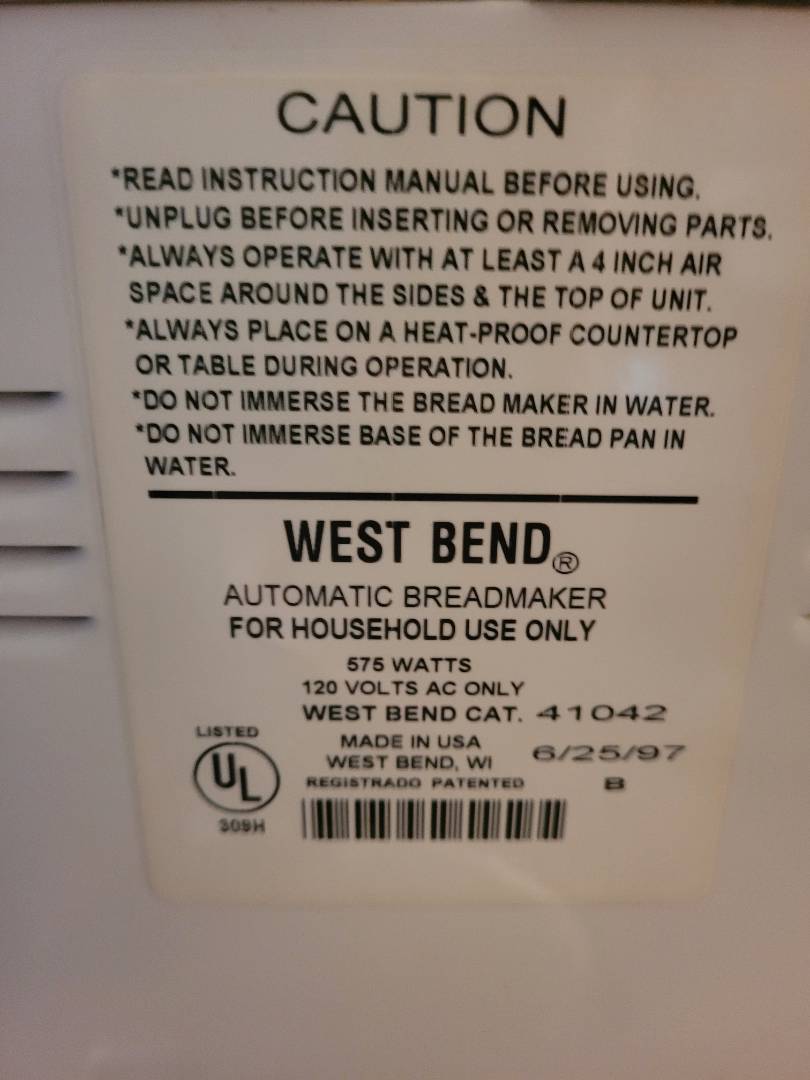 CAUTION
*READ INSTRUCTION MANUAL BEFORE USING.
*UNPLUG BEFORE INSERTING OR REMOVING PARTS.
*ALWAYS OPERATE WITH AT LEAST A 4 INCH AIR
SPACE AROUND THE SIDES & THE TOP OF UNIT.
*ALWAYS PLACE ON A HEAT-PROOF COUNTERTOP
OR TABLE DURING OPERATION.
*DO NOT IMMERSE THE BREAD MAKER IN WATER.
*DO NOT IMMERSE BASE OF THE BREAD PAN IN
WATER.
WEST BEND®
AUTOMATIC BREADMAKER
FOR HOUSEHOLD USE ONLY
575 WATTS
120 VOLTS AC ONLY
WEST BEND CAT. 41042
LISTED
UL
309H
MADE IN USA
WEST BEND, WI
REGISTRADO PATENTED
6/25/97
B